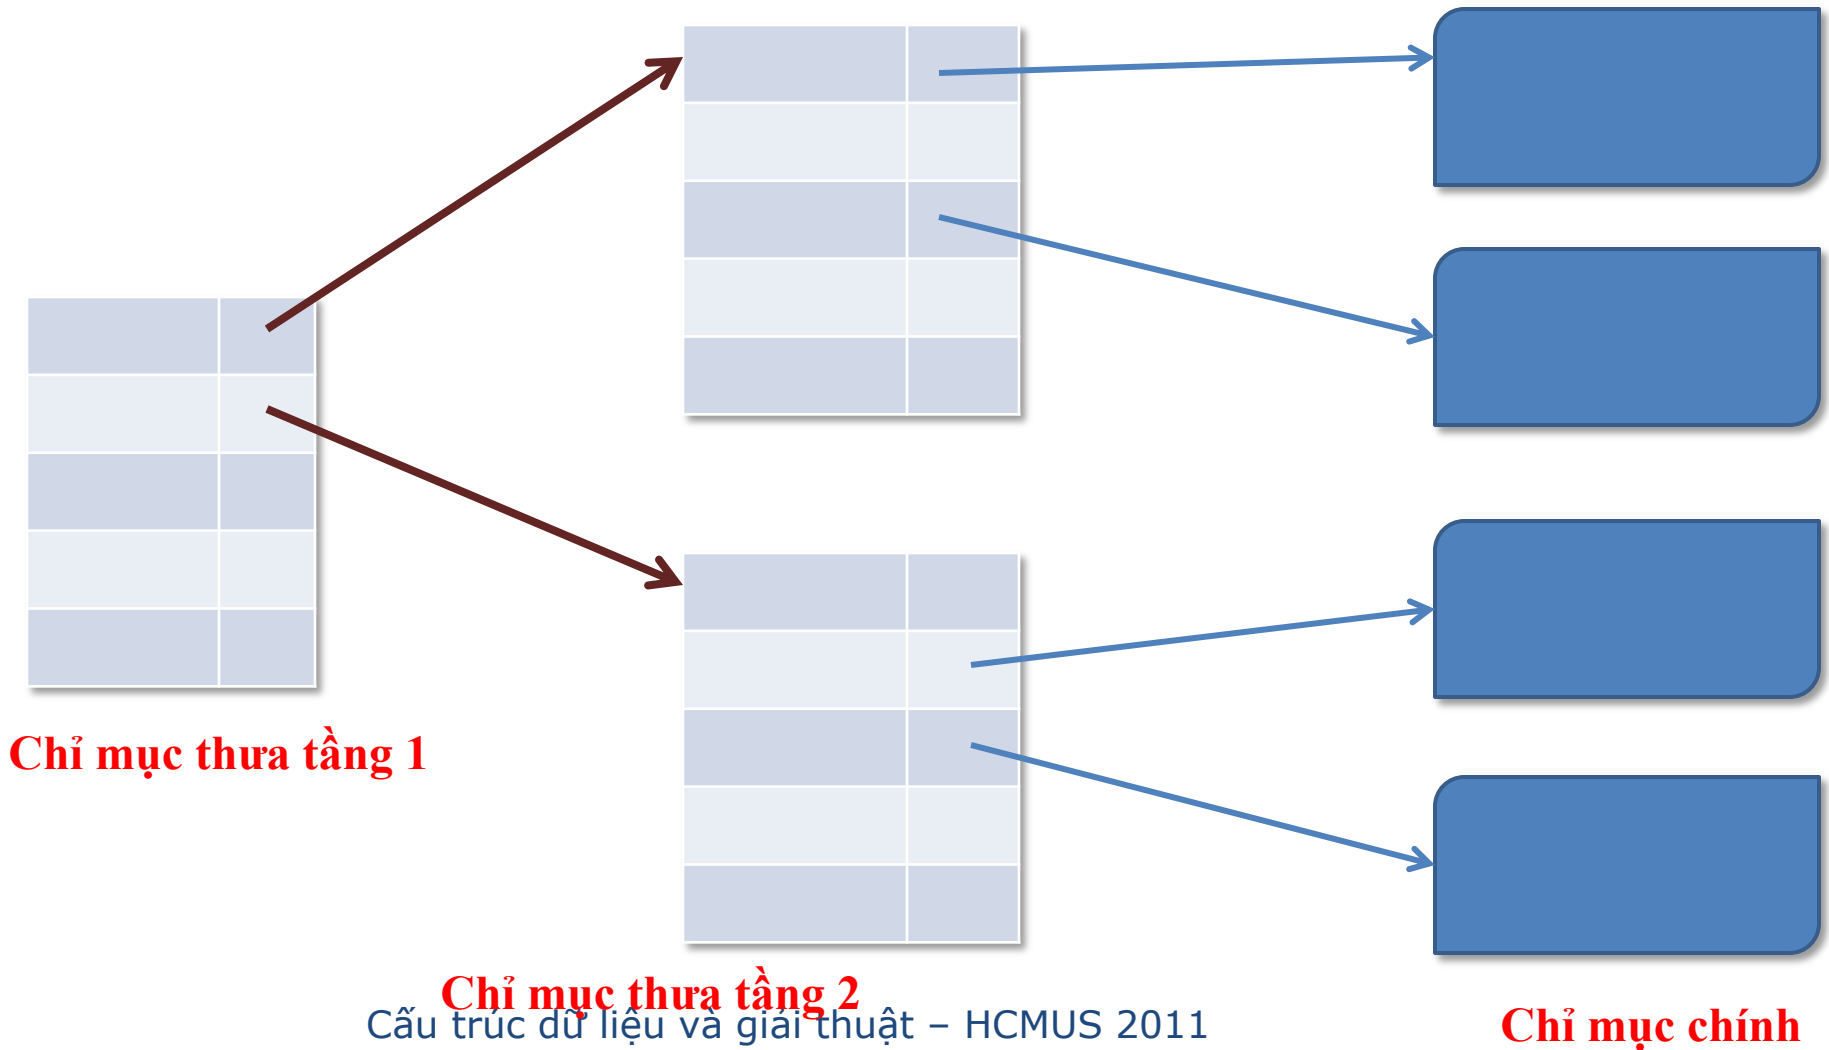 Chỉ mục thưa tầng 1
Chỉ mục thưa tầng 2
Cấu trúc dữ liệu và giải thuật – HCMUS 2011
Chỉ mục chính